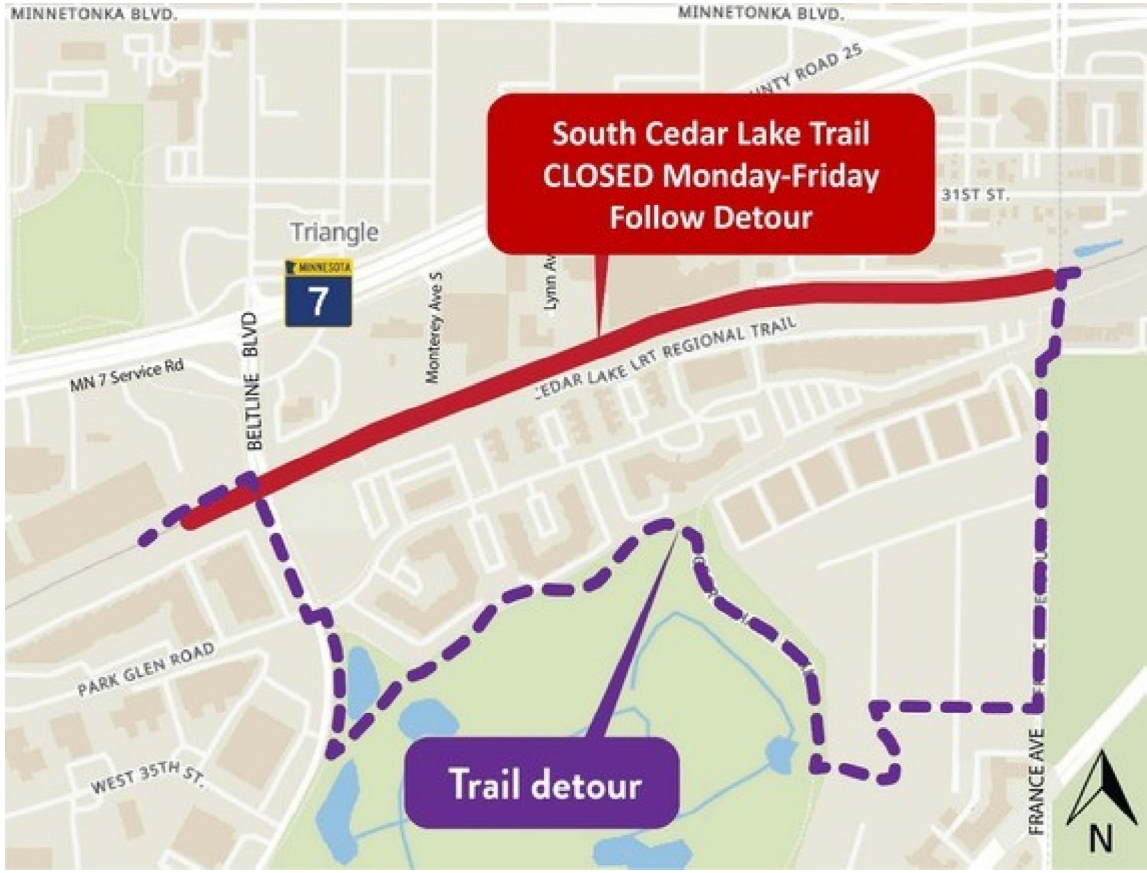 MINNETONKA BLVD.
MINNETONKA BLVD.
UNTY ROAD 25
South Cedar Lake Trail
CLOSED Monday-Friday
Follow Detour
31ST ST.
Triangle
MINNESOTA
7
Monterey Ave S
Lynn Av
MN 7 Service Rd
BELTLINE BLVD
CEDAR LAKE LRT REGIONAL TRAIL
PARK GLEN ROAD
WEST 35TH ST.
Trail detour
FRANCE AVE
N